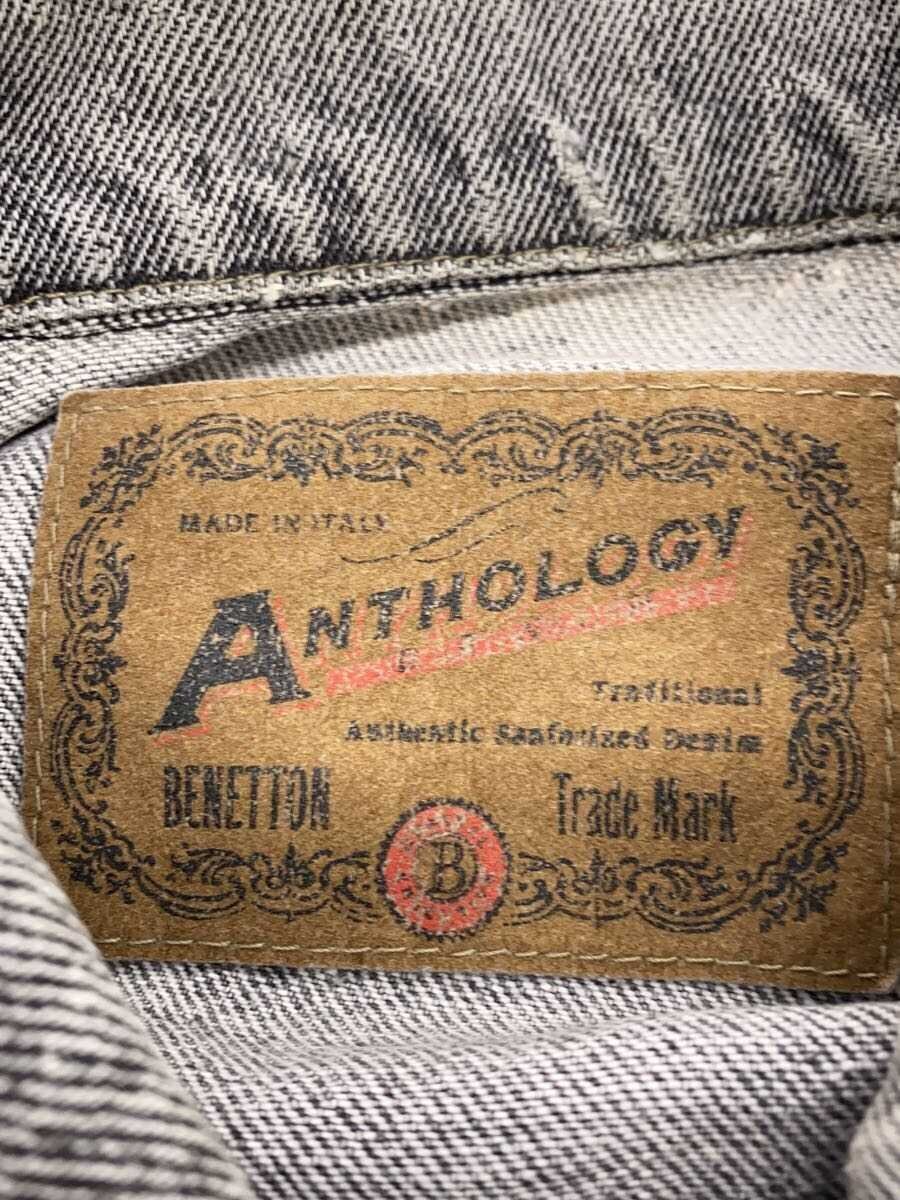 MADE IN ITALY
ANTHOLOGY
Traditional
Authentic Sanforized Denim
BENETTON
Trade Mark
B